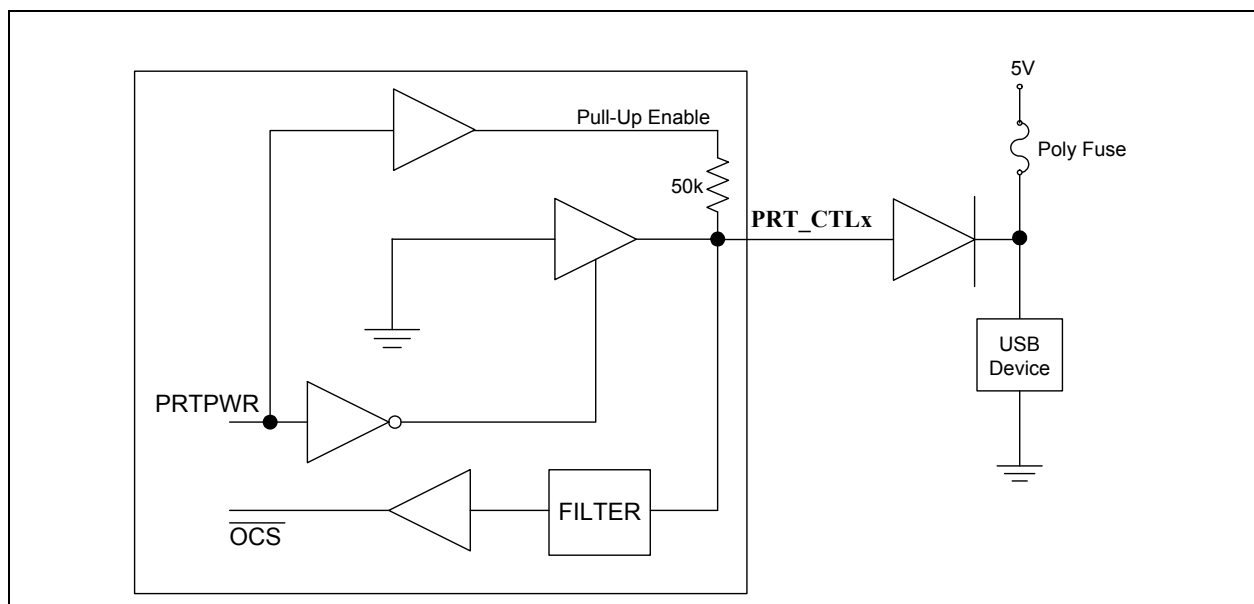 5V
Poly Fuse
Pull-Up Enable
50k
PRT_CTLx
USB
Device
PRTPWR
FILTER
OCS